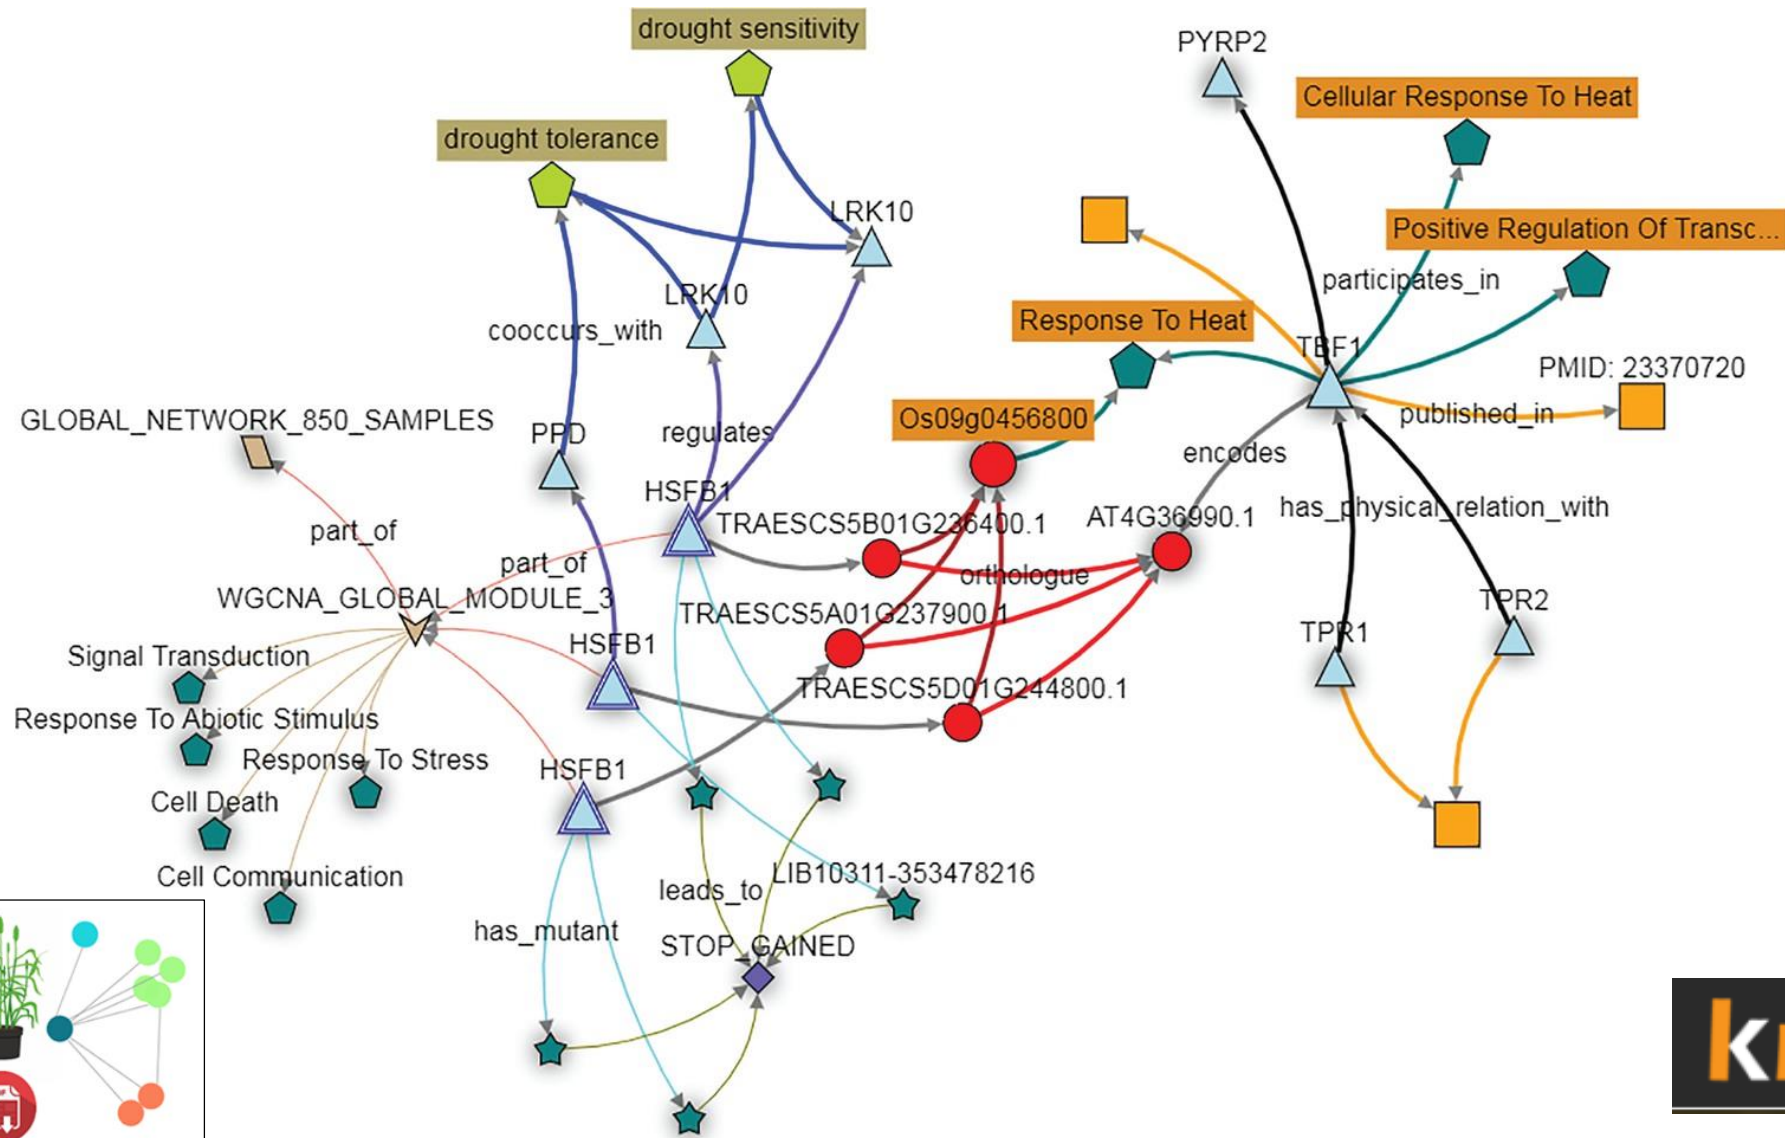 drought sensitivity
PYRP2
Cellular Response To Heat
drought tolerance
LRK10
Positive Regulation Of Transc...
participates_in
LRK10
Response To Heat
cooccurs_with
TBF1
PMID: 23370720
GLOBAL_NETWORK_850_SAMPLES
PPD
regulates
Os09g0456800
published_in
encodes
HSFB1
part_of
TRAESCS5B01G236400.1
AT4G36990.1
has_physical_relation_with
part_of
orthologue
WGCNA_GLOBAL_MODULE_3
TRAESCS5A01G237900.1
TPR2
HSFB1
TPR1
Signal Transduction
TRAESCS5D01G244800.1
Response To Abiotic Stimulus
Response To Stress
HSFB1
Cell Death
Cell Communication
LIB10311-353478216
leads_to
has_mutant
STOP_GAINED